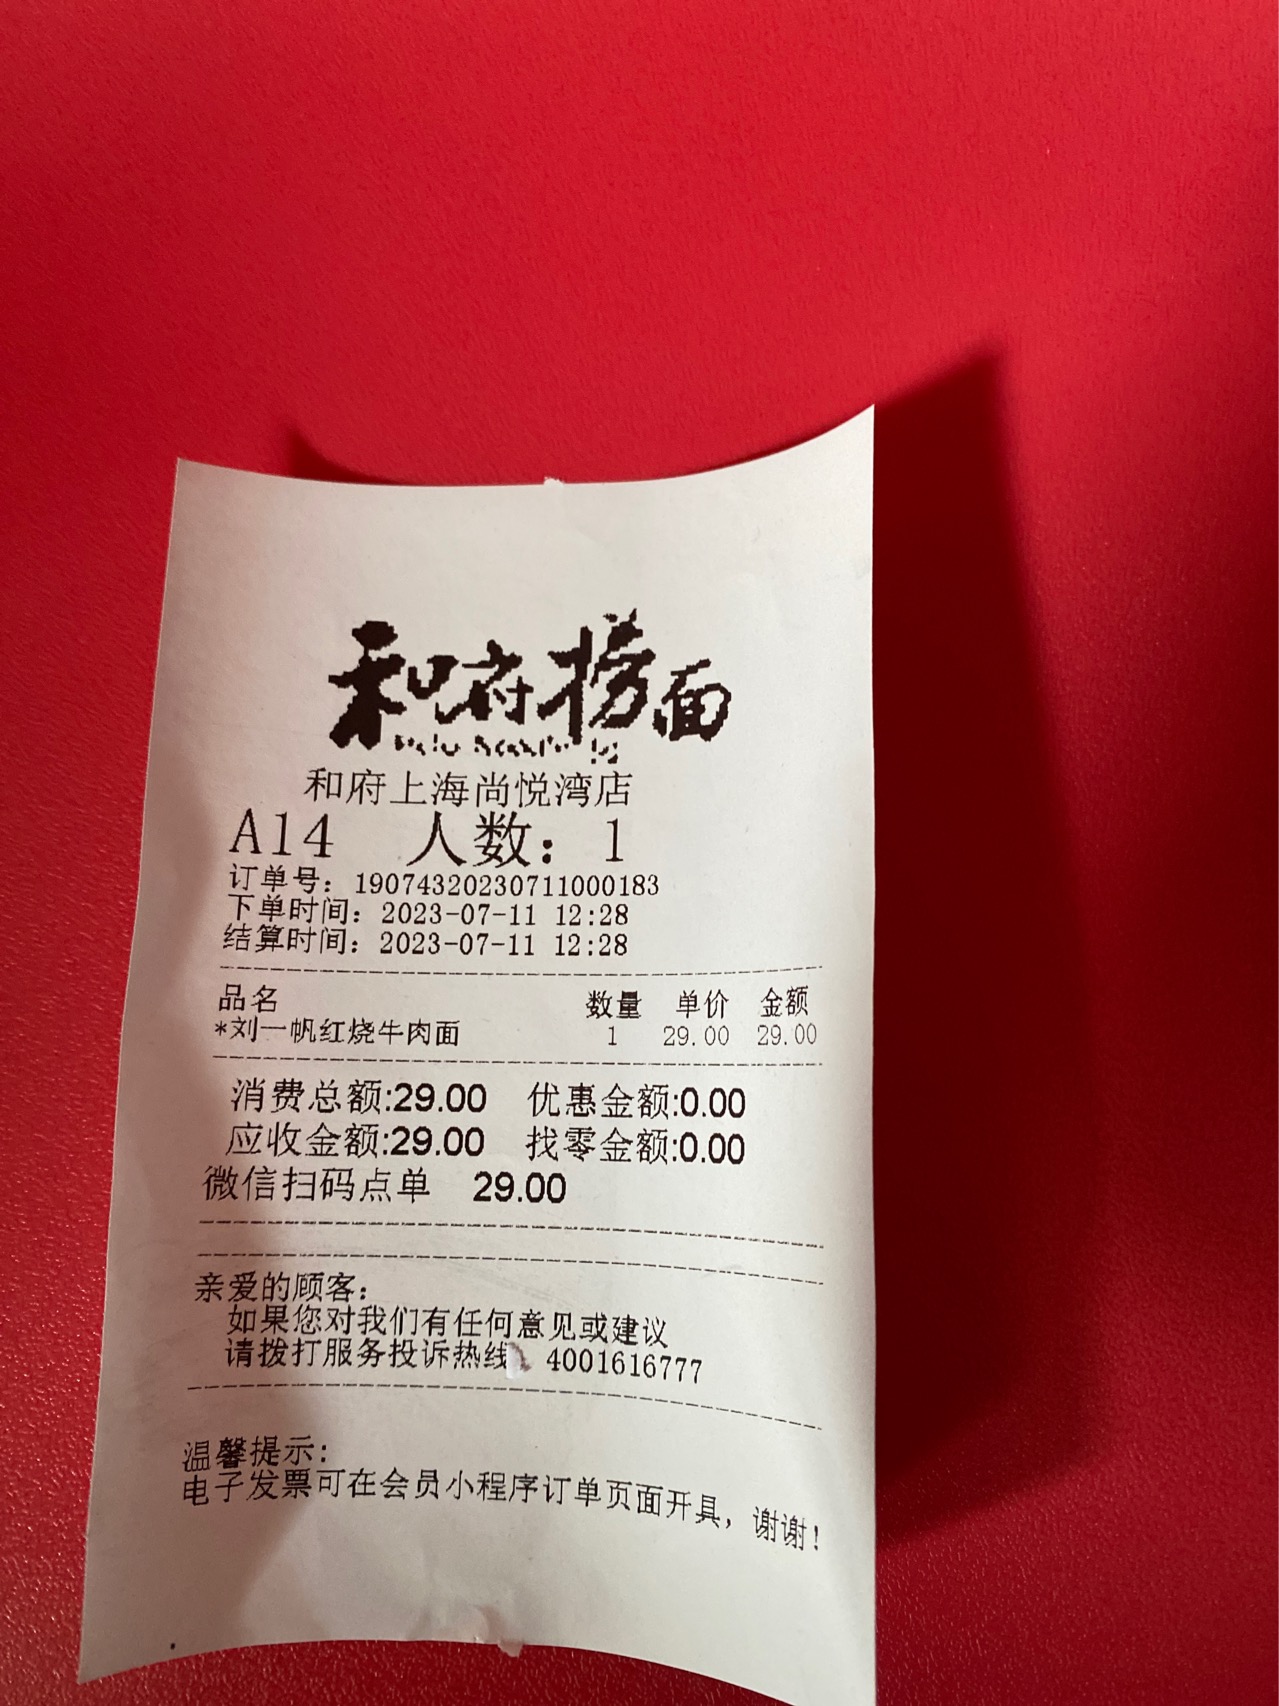 和府捞面
和府上海尚悦湾店
A14 人数：1
订单号：19074320230711000183
下单时间：2023-07-11 12:28
结算时间：2023-07-11 12:28
品名 数量 单价 金额
*刘一帆红烧牛肉面 1 29.00 29.00
消费总额:29.00 优惠金额:0.00
应收金额:29.00 找零金额:0.00
微信扫码点单 29.00
亲爱的顾客：
如果您对我们有任何意见或建议
请拨打服务投诉热线 4001616777
温馨提示：
电子发票可在会员小程序订单页面开具，谢谢！